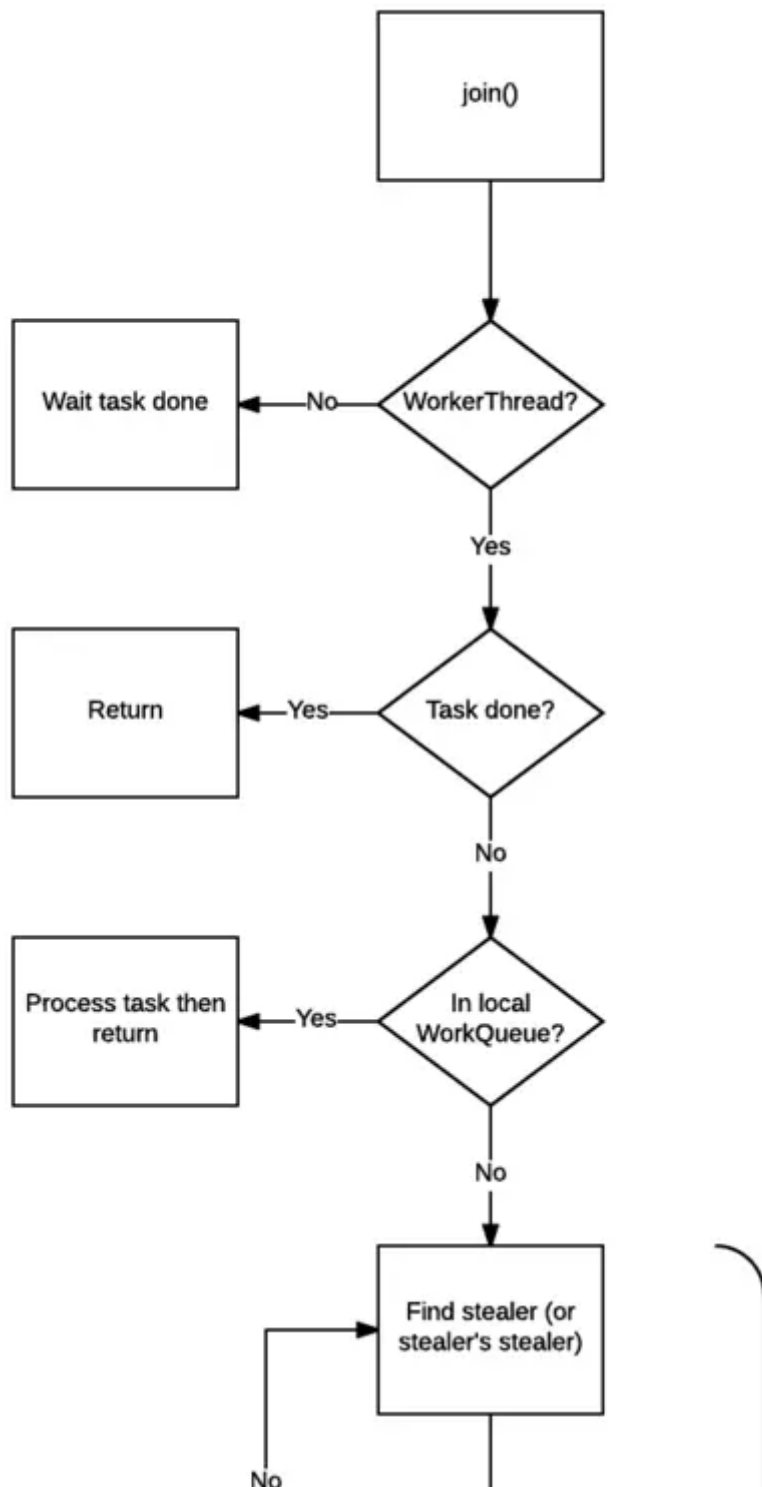 join()
WorkerThread?
No
Wait task done
Yes
Task done?
Yes
Return
No
In local
WorkQueue?
Yes
Process task then
return
No
Find stealer (or
stealer's stealer)
No